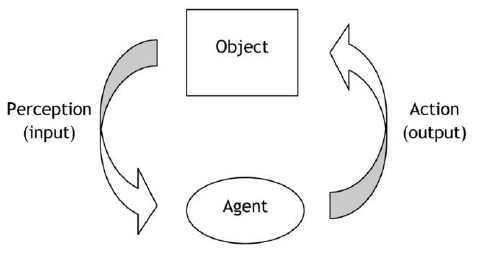 Object
Perception
(input)
Action
(output)
Agent